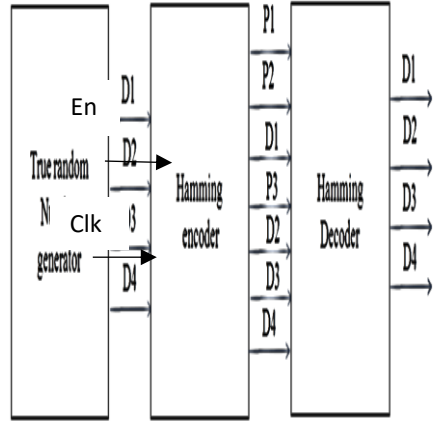 D1
En
D2
True random
Clk
generator
D4
Hamming
encoder
P1
P2
D1
P3
D2
D3
D4
Hamming
Decoder
D1
D2
D3
D4